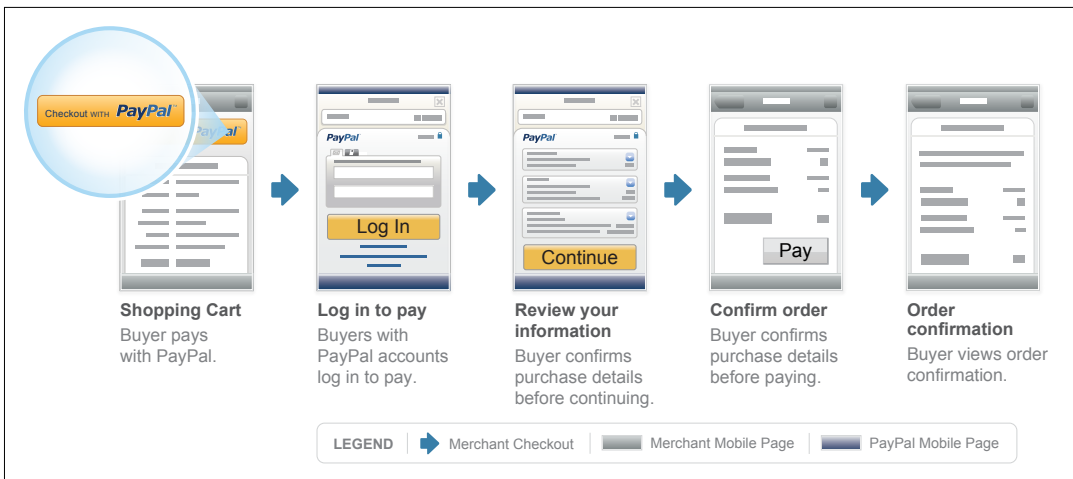 Checkout WITH PayPal™
PayPal
PayPal
PayPal
Log In
Continue
Pay
Shopping Cart
Buyer pays
with PayPal.
Log in to pay
Buyers with
PayPal accounts
log in to pay.
Review your
information
Buyer confirms
purchase details
before continuing.
Confirm order
Buyer confirms
purchase details
before paying.
Order
confirmation
Buyer views order
confirmation.
LEGEND Merchant Checkout Merchant Mobile Page PayPal Mobile Page